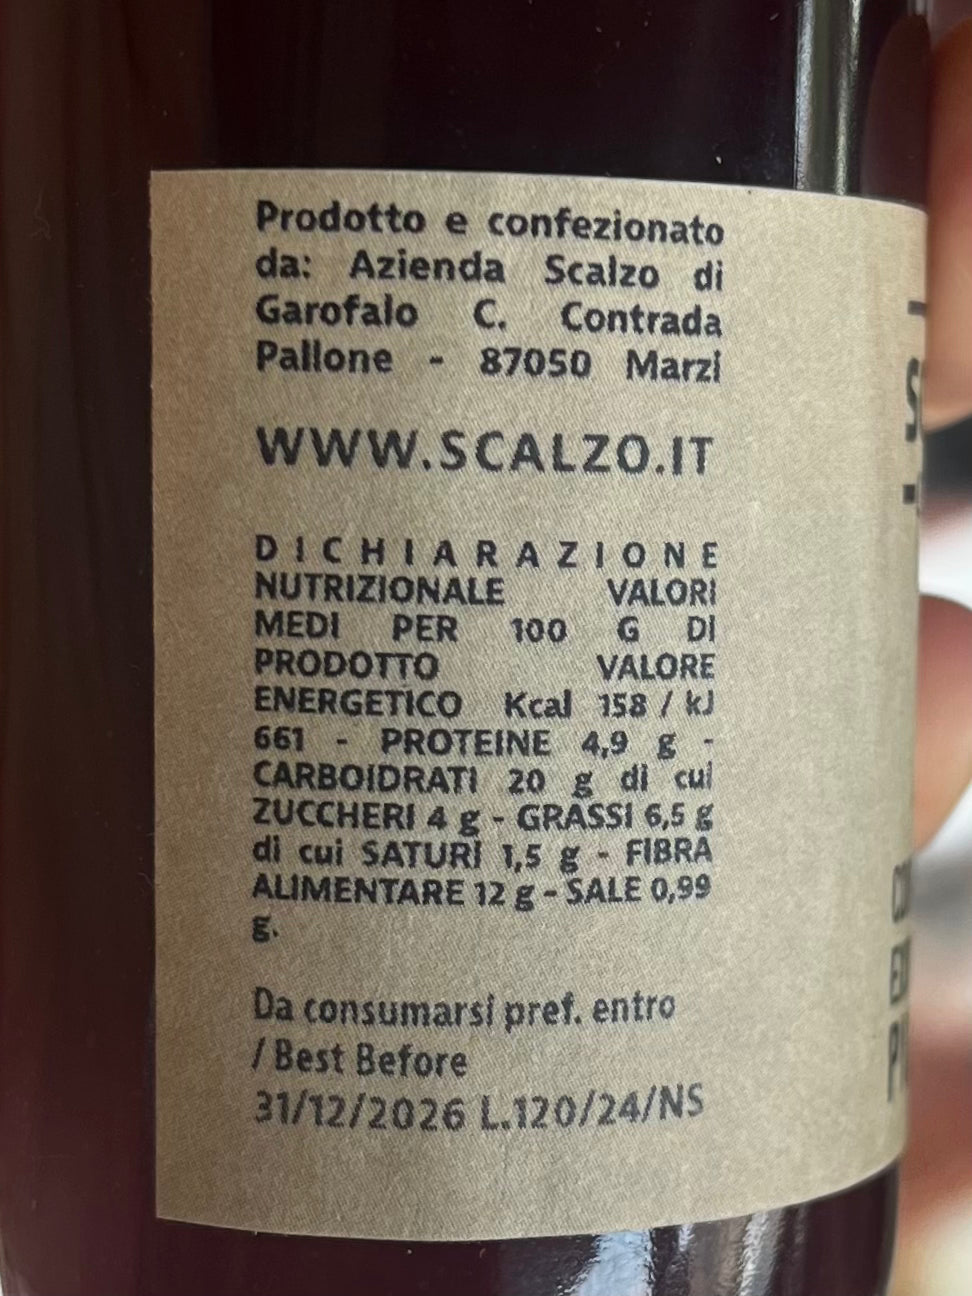 Prodotto e confezionato
da: Azienda Scalzo di
Garofalo C. Contrada
Pallone - 87050 Marzi
WWW.SCALZO.IT
DICHIARAZIONE
NUTRIZIONALE VALORI
MEDI PER 100 G DI
PRODOTTO VALORE
ENERGETICO Kcal 158 / kJ
661 - PROTEINE 4,9 g -
CARBOIDRATI 20 g di cui
ZUCCHERI 4 g - GRASSI 6,5 g
di cui SATURI 1,5 g - FIBRA
ALIMENTARE 12 g - SALE 0,99
g.
Da consumarsi pref. entro
/ Best Before
31/12/2026 L.120/24/NS